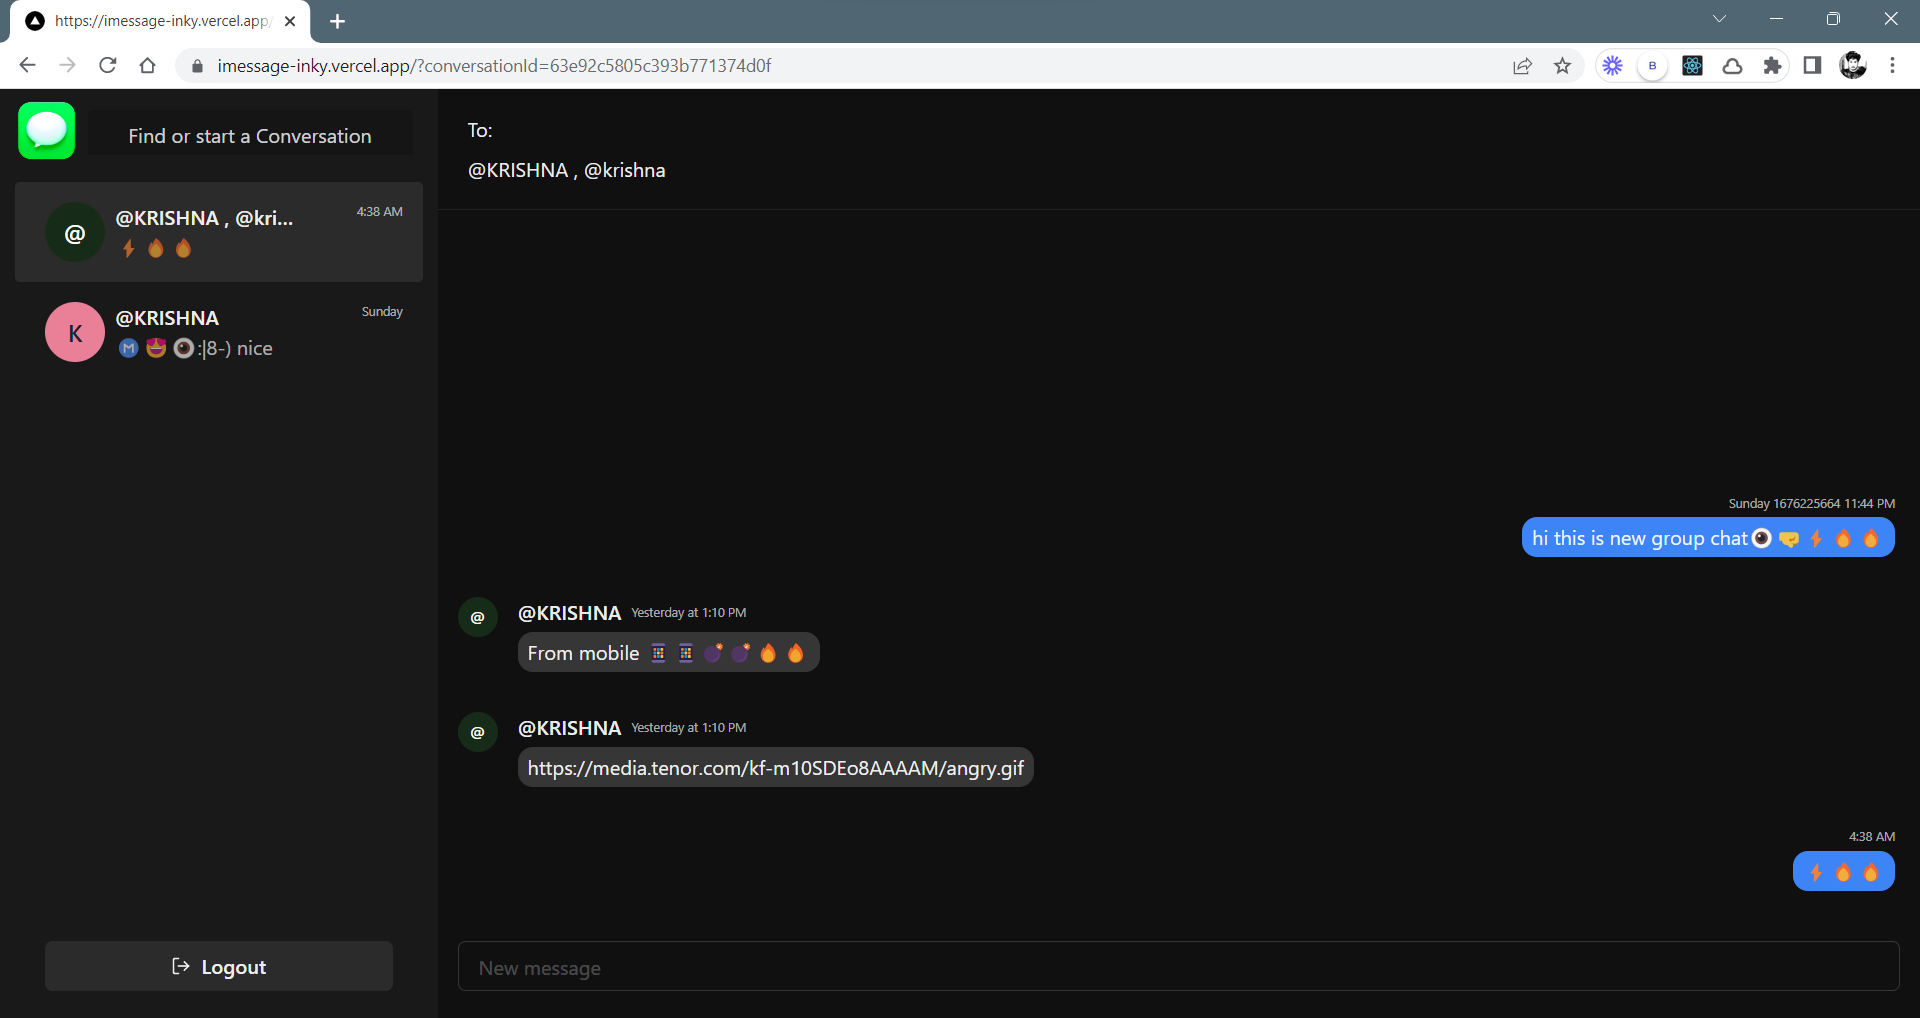 https://imessage-inky.vercel.app/
imessage-inky.vercel.app/?conversationId=63e92c5805c393b771374d0f
B
Find or start a Conversation
@
@KRISHNA , @kri...
4:38 AM
⚡ 🔥 🔥
K
@KRISHNA
Sunday
Ⓜ️ 😍 👁:|8-) nice
Logout
To:
@KRISHNA , @krishna
Sunday 1676225664 11:44 PM
hi this is new group chat👁 🤜 ⚡ 🔥 🔥
@
@KRISHNA Yesterday at 1:10 PM
From mobile 📱 📱 💣 💣 🔥 🔥
@
@KRISHNA Yesterday at 1:10 PM
https://media.tenor.com/kf-m10SDEo8AAAAM/angry.gif
4:38 AM
⚡ 🔥 🔥
New message